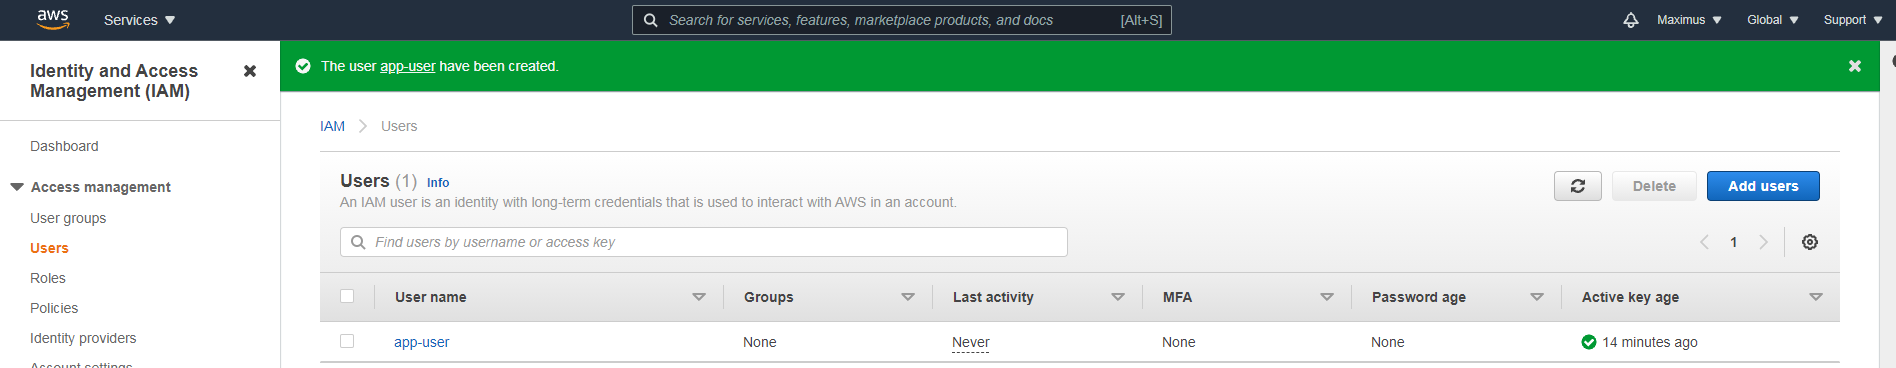 aws Services Search for services, features, marketplace products, and docs [Alt+S] Maximus Global Support
Identity and Access
Management (IAM)
The user app-user have been created.
Dashboard
Access management
User groups
Users
Roles
Policies
Identity providers
Account settings
IAM Users
Users (1) Info
An IAM user is an identity with long-term credentials that is used to interact with AWS in an account.
Delete Add users
Find users by username or access key
1
User name Groups Last activity MFA Password age Active key age
app-user None Never None None 14 minutes ago